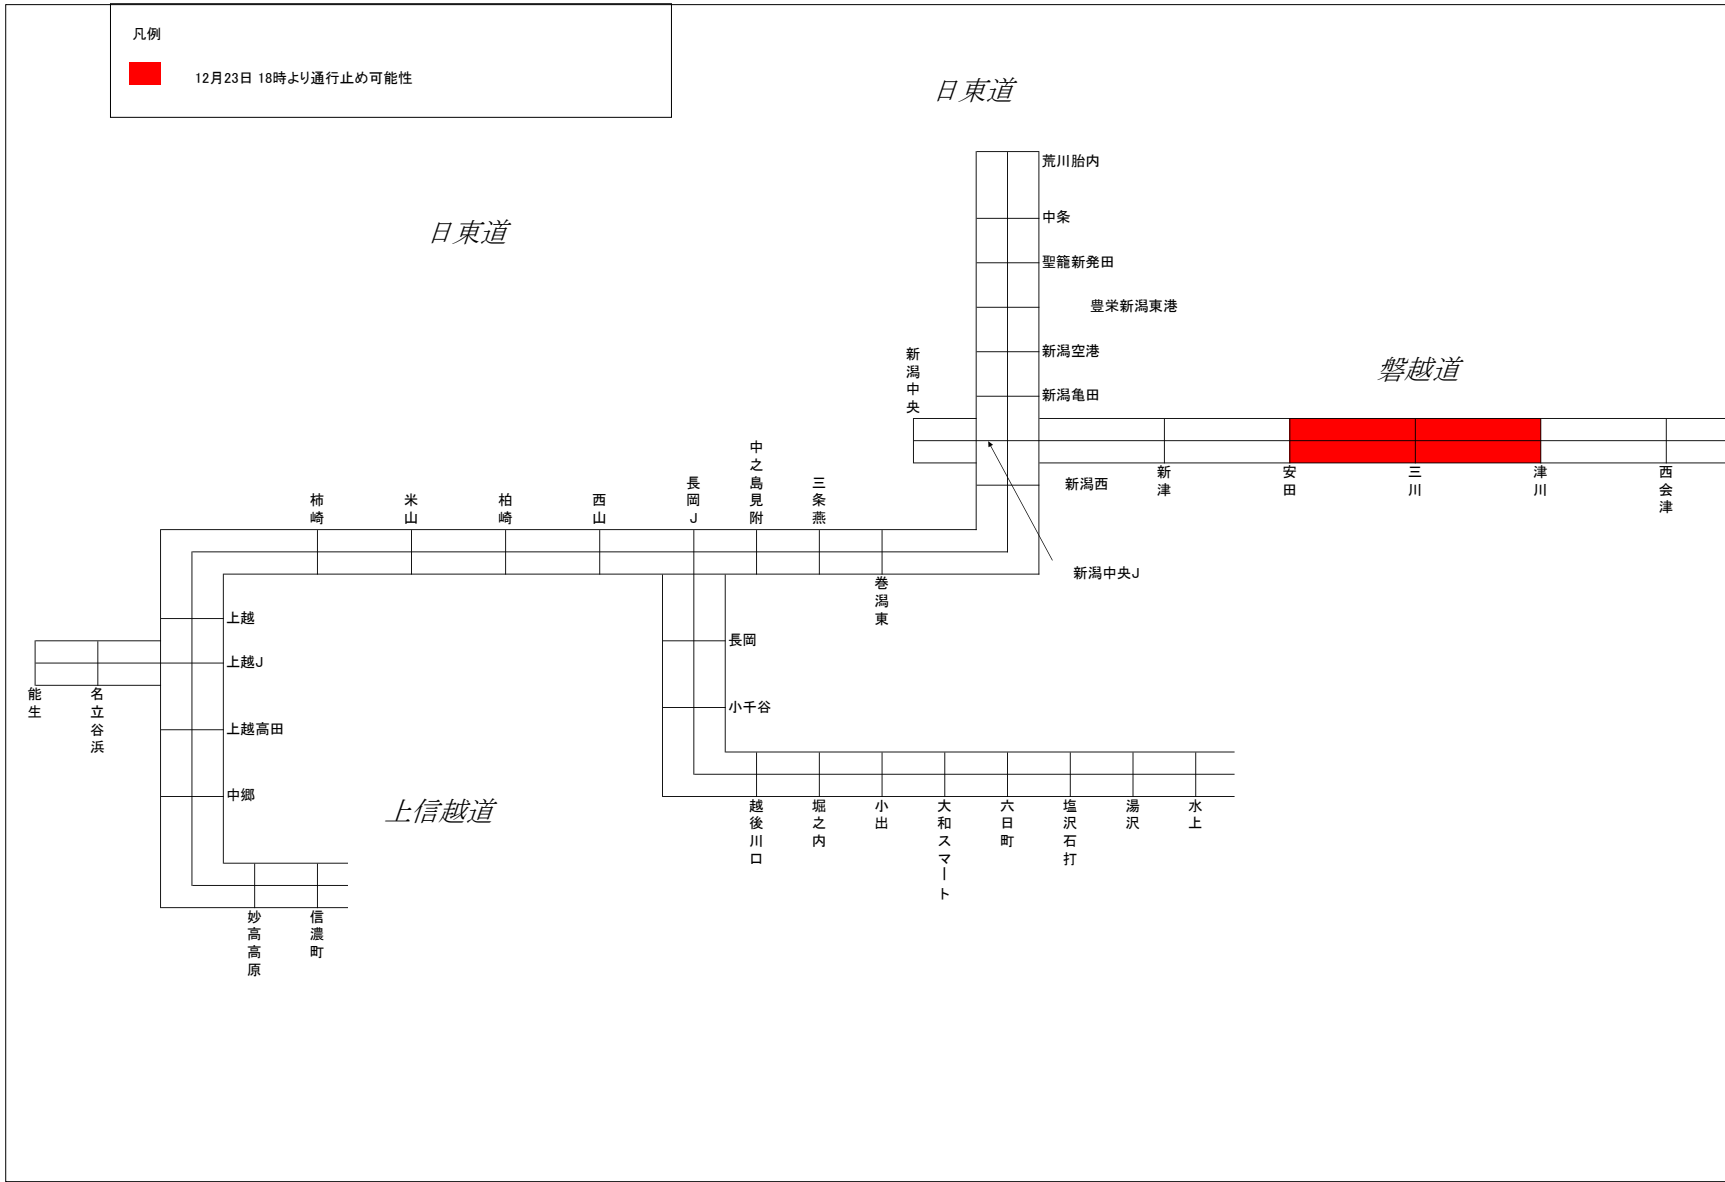 凡例
12月23日 18時より通行止め可能性
日東道
荒川胎内
中条
日東道
聖籠新発田
豊栄新潟東港
新潟空港
新潟中央
磐越道
新潟亀田
新潟西
新津
安田
三川
津川
西会津
新潟中央J
柿崎
米山
柏崎
西山
長岡J
中之島見附
三条燕
巻潟東
上越
上越J
能生
名立谷浜
上越高田
中郷
上信越道
妙高高原
信濃町
長岡
小千谷
越後川口
堀之内
小出
大和スマート
六日町
塩沢石打
湯沢
水上